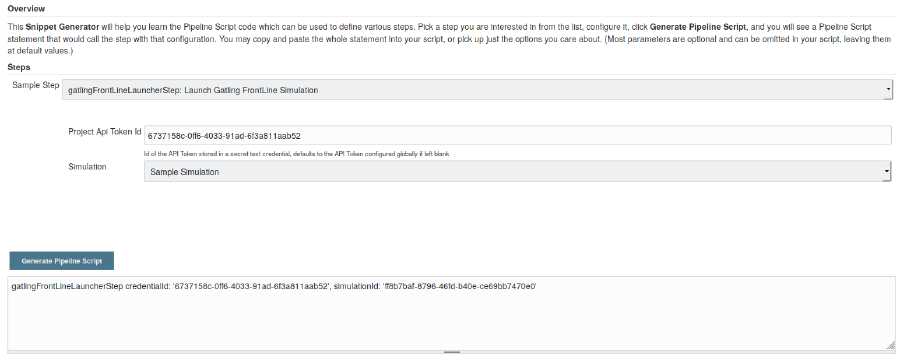 Overview
This Snippet Generator will help you learn the Pipeline Script code which can be used to define various steps. Pick a step you are interested in from the list, configure it, click Generate Pipeline Script, and you will see a Pipeline Script
statement that would call the step with that configuration. You may copy and paste the whole statement into your script, or pick up just the options you care about. (Most parameters are optional and can be omitted in your script, leaving them
at default values.)
Steps
Sample Step gatlingFrontLineLauncherStep: Launch Gatling FrontLine Simulation
Project Api Token Id 6737158c-0ff6-4033-91ad-6f3a811aab52
Id of the API Token stored in a secret text credential, defaults to the API Token configured globally if left blank
Simulation Sample Simulation
Generate Pipeline Script
gatlingFrontLineLauncherStep credentialId: '6737158c-0ff6-4033-91ad-6f3a811aab52', simulationId: 'ff8b7baf-8796-46fd-b40e-ce69bb7470e0'